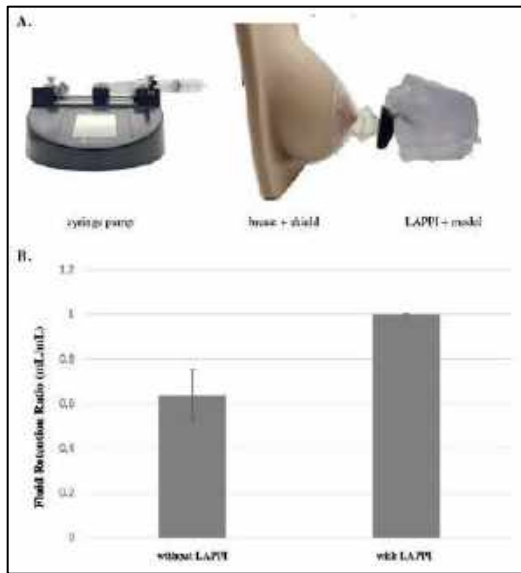 A.
syringe pump
breast + shield
LAPPI + model
B.
Fluid Retention Ratio (mL/mL)
1.2
1
0.8
0.6
0.4
0.2
0
without LAPPI
with LAPPI